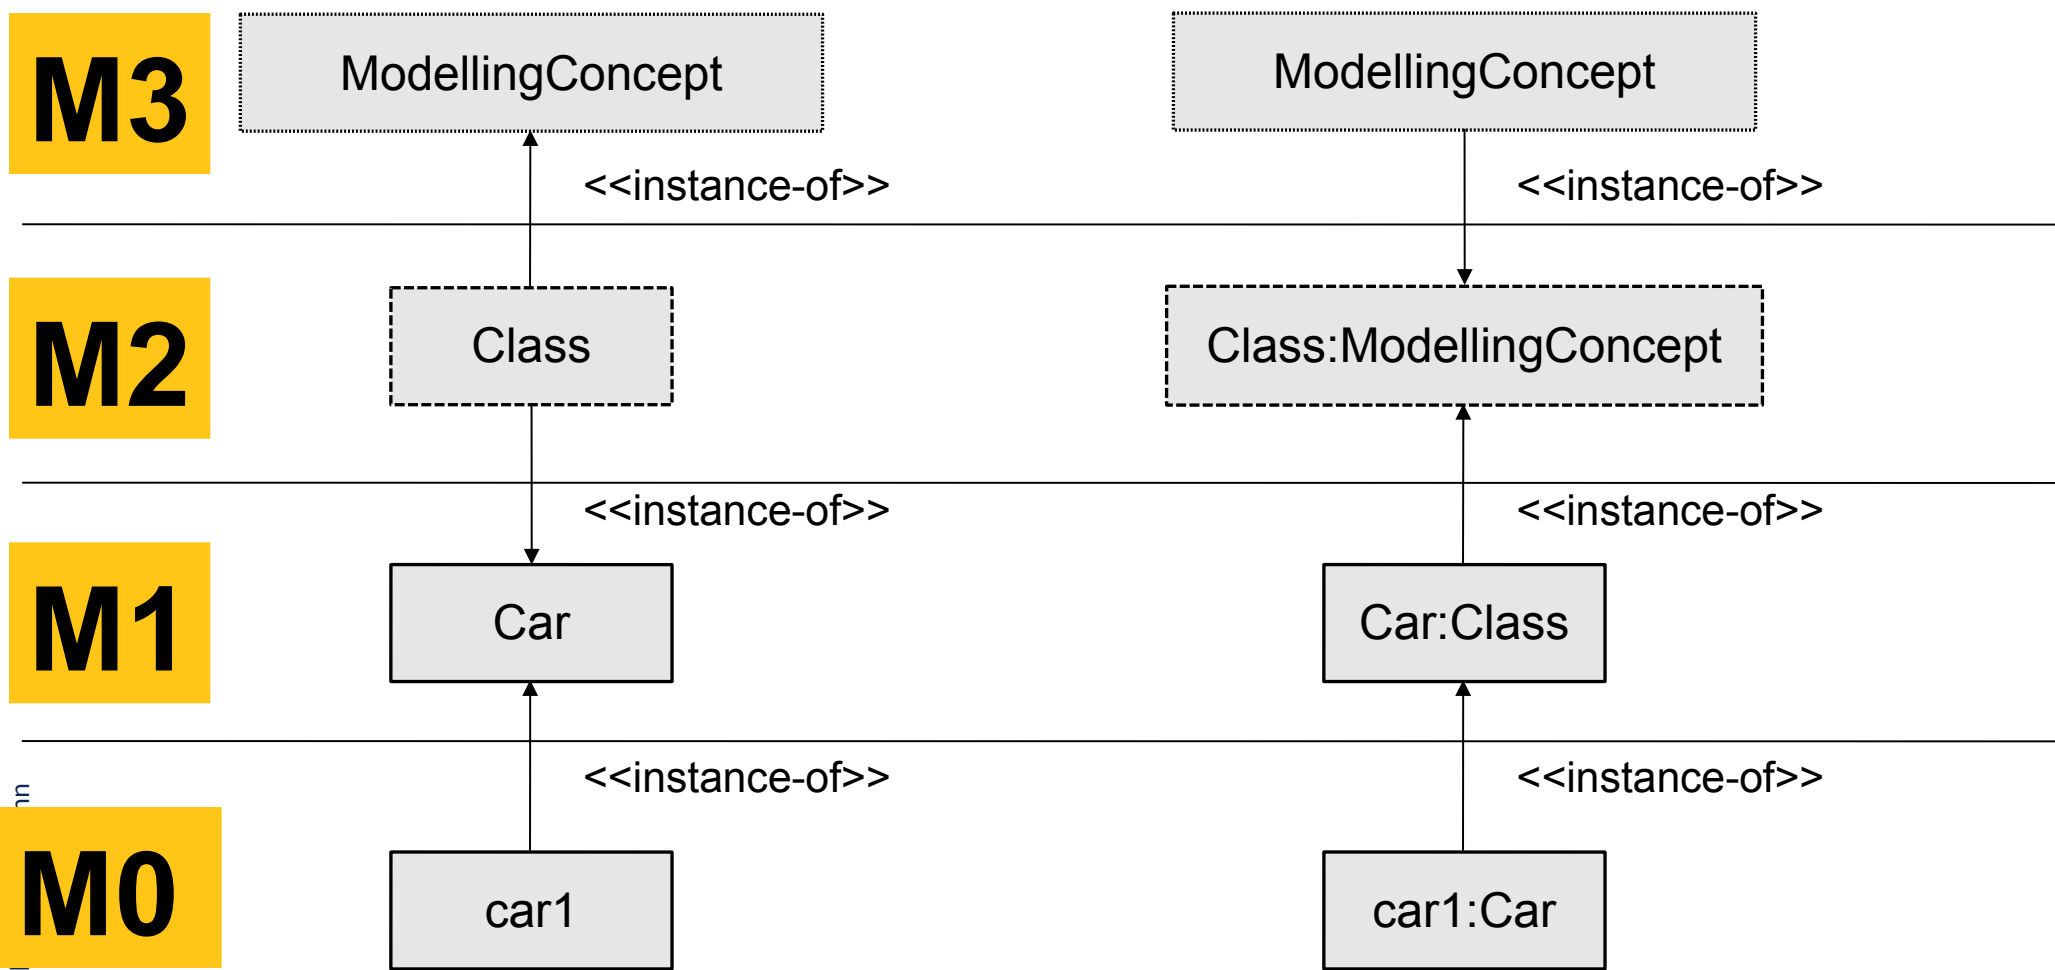 M3
ModellingConcept
ModellingConcept
<<instance-of>>
<<instance-of>>
M2
Class
Class:ModellingConcept
<<instance-of>>
<<instance-of>>
M1
Car
Car:Class
<<instance-of>>
<<instance-of>>
M0
car1
car1:Car